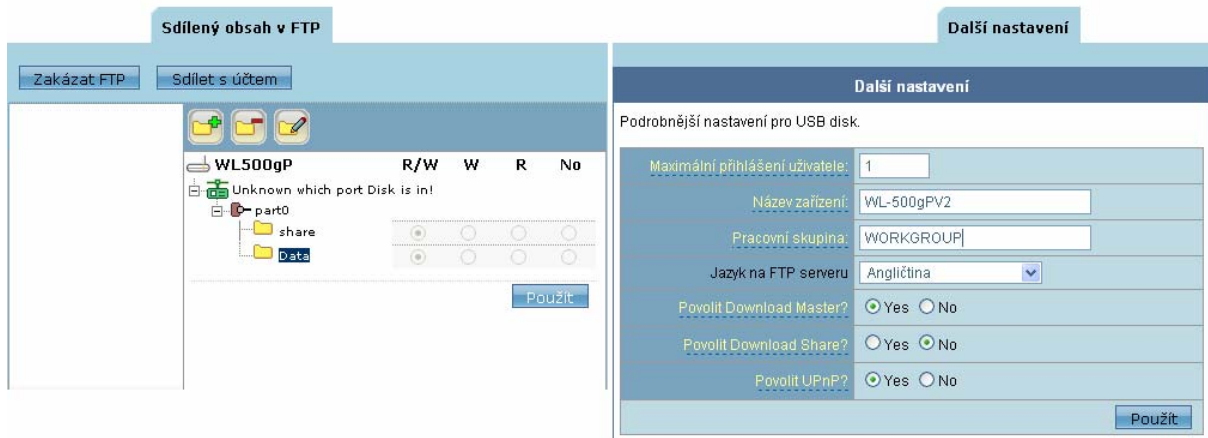 Sdílený obsah v FTP
Zakázat FTP Sdílet s účtem
WL500gP R/W W R No
Unknown which port Disk is in!
part0
share
Data
Použít
Další nastavení
Další nastavení
Podrobnější nastavení pro USB disk.
Maximální přihlášení uživatele: 1
Název zařízení: WL-500gPV2
Pracovní skupina: WORKGROUP
Jazyk na FTP serveru Angličtina
Povolit Download Master? Yes No
Povolit Download Share? Yes No
Povolit UPnP? Yes No
Použít